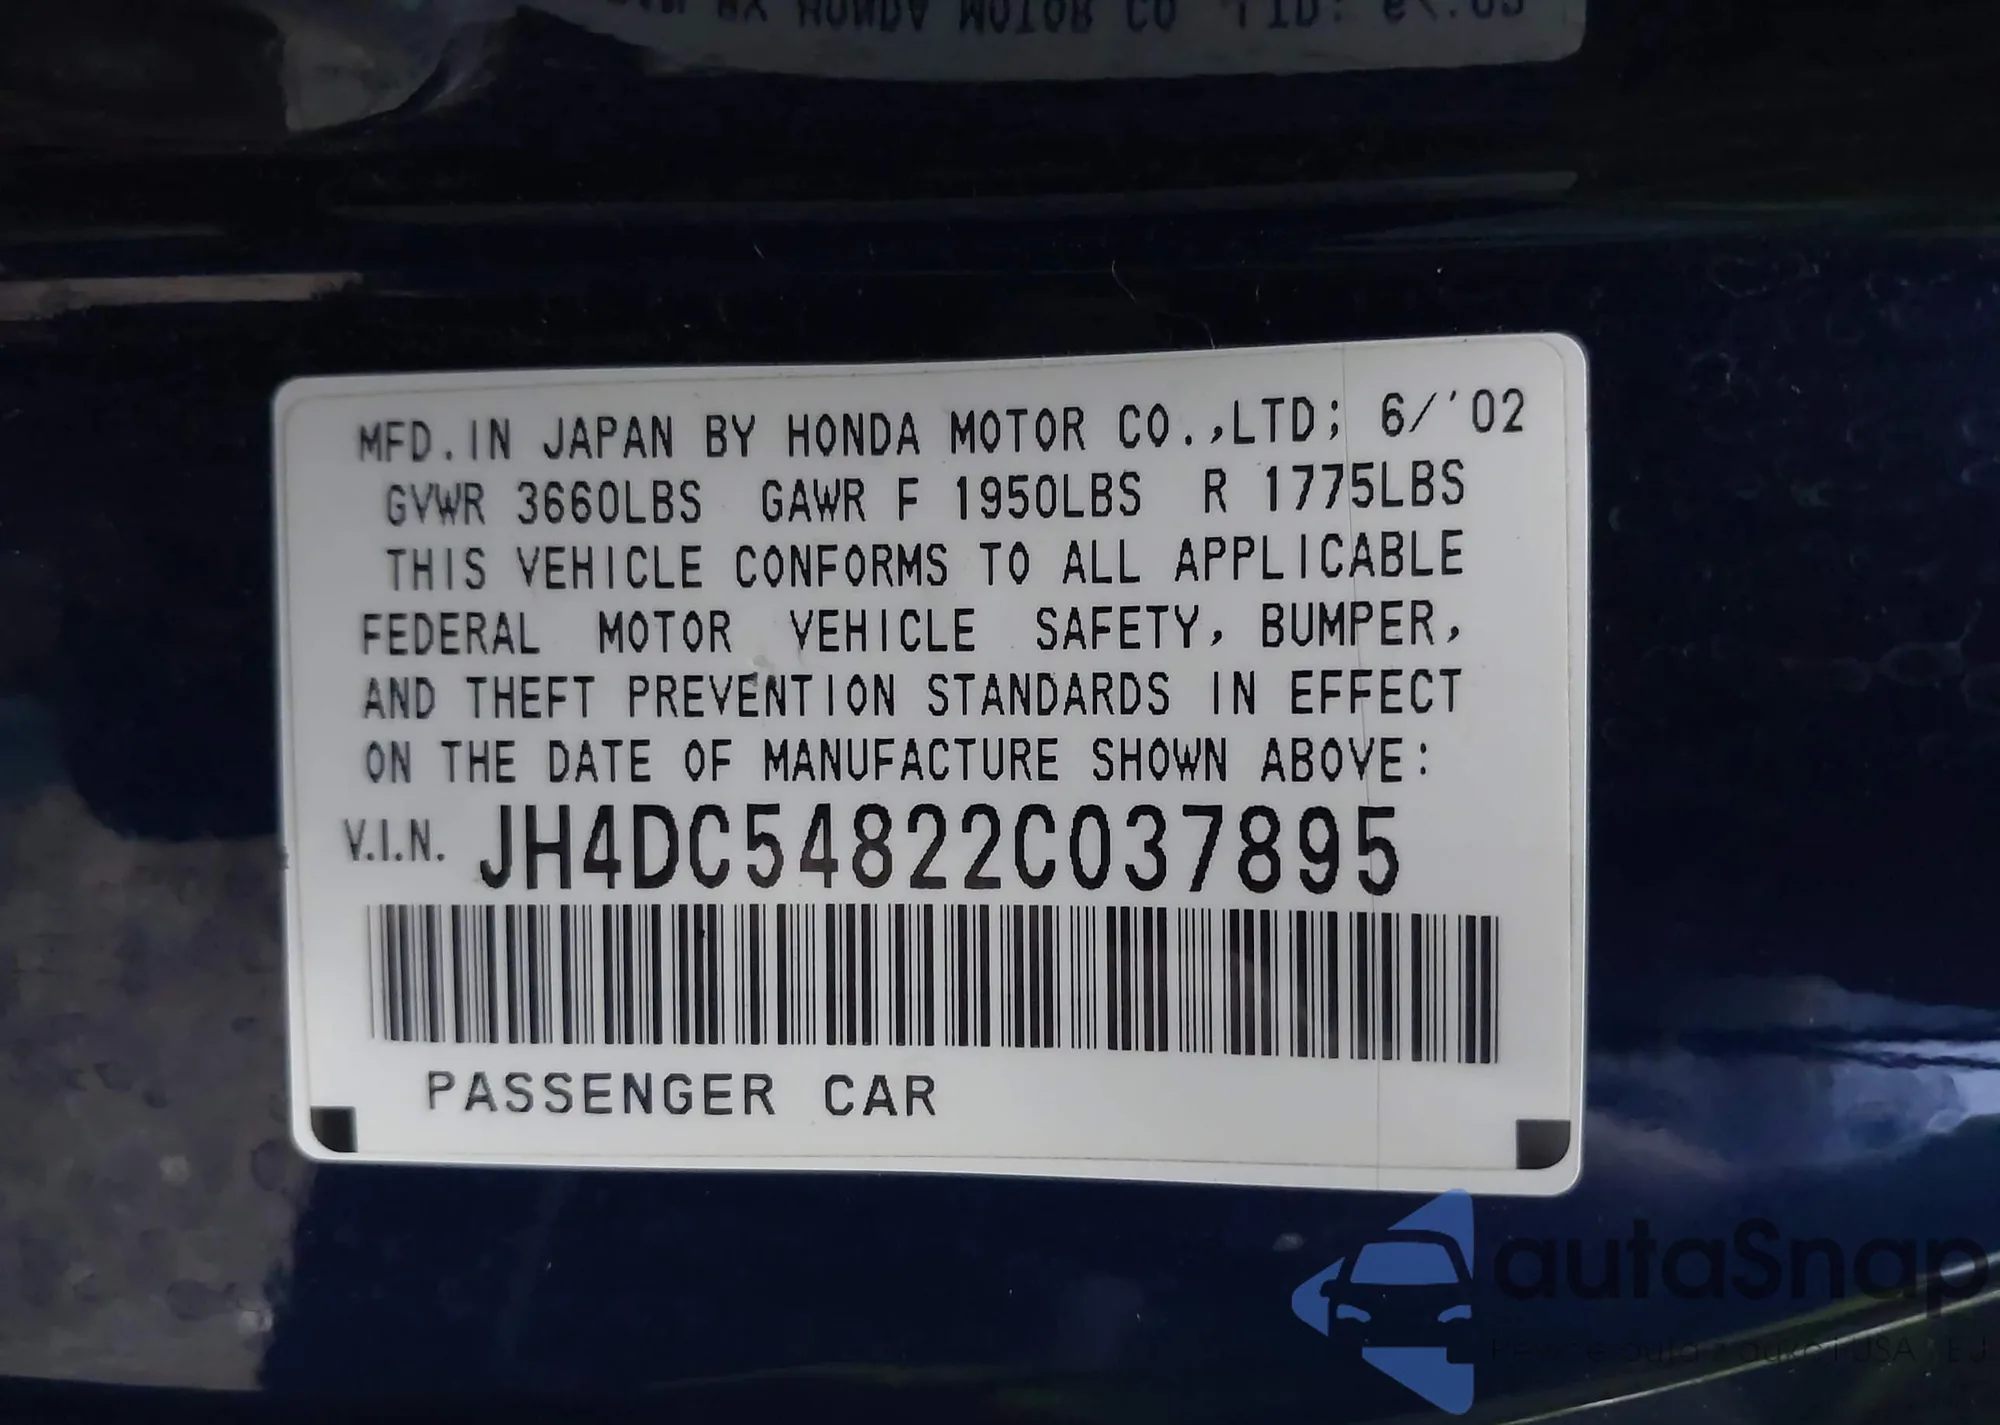 MFD. IN JAPAN BY HONDA MOTOR CO.,LTD; 6/'02
GVWR 3660LBS GAWR F 1950LBS R 1775LBS
THIS VEHICLE CONFORMS TO ALL APPLICABLE
FEDERAL MOTOR VEHICLE SAFETY, BUMPER,
AND THEFT PREVENTION STANDARDS IN EFFECT
ON THE DATE OF MANUFACTURE SHOWN ABOVE:
V.I.N. JH4DC54822C037895
PASSENGER CAR
autaSnap